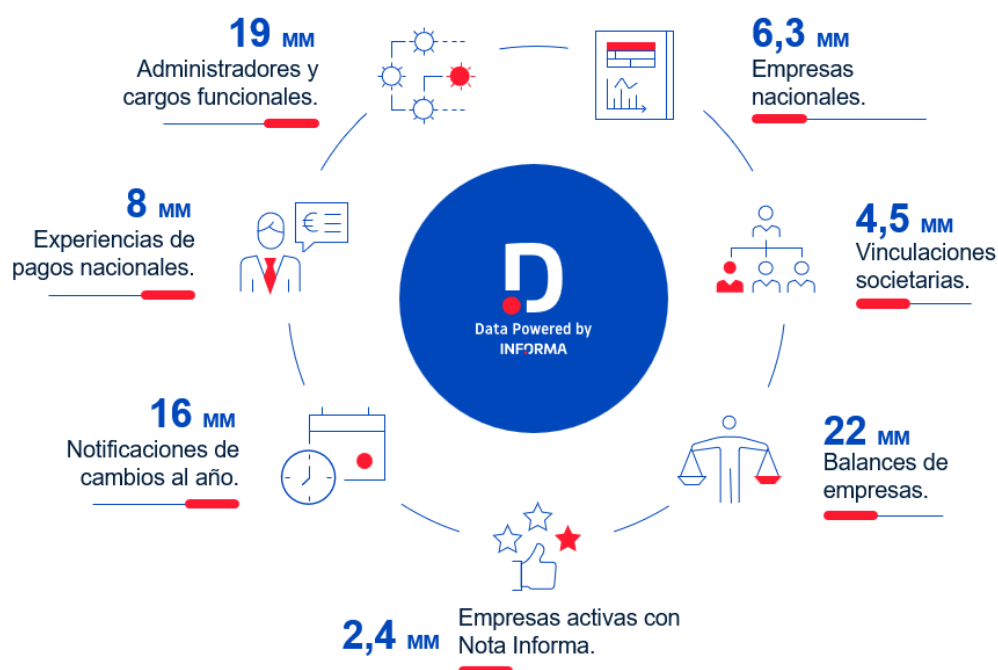 19 MM
Administradores y
cargos funcionales.
6,3 MM
Empresas
nacionales.
8 MM
Experiencias de
pagos nacionales.
€
4,5 MM
Vinculaciones
societarias.
D
Data Powered by
INFORMA
16 MM
Notificaciones de
cambios al año.
22 MM
Balances de
empresas.
2,4 MM
Empresas activas con
Nota Informa.